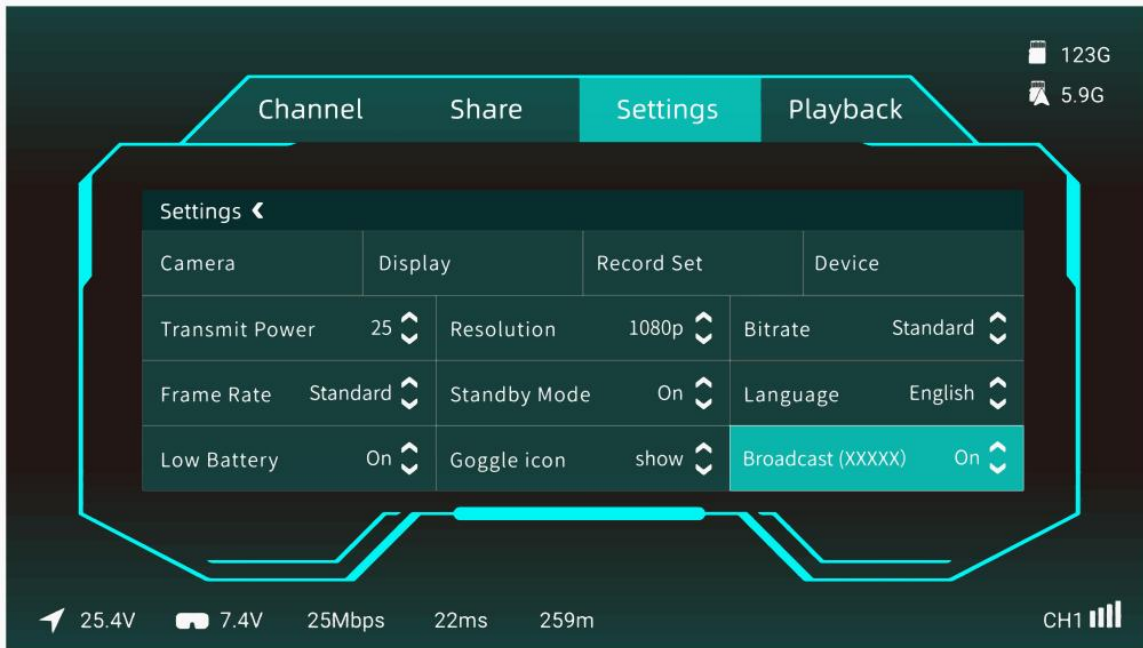 123G
5.9G
Channel Share Settings Playback
Settings
Camera Display Record Set Device
Transmit Power 25 Resolution 1080p Bitrate Standard
Frame Rate Standard Standby Mode On Language English
Low Battery On Goggle icon show Broadcast (XXXXX) On
25.4V 7.4V 25Mbps 22ms 259m CH1